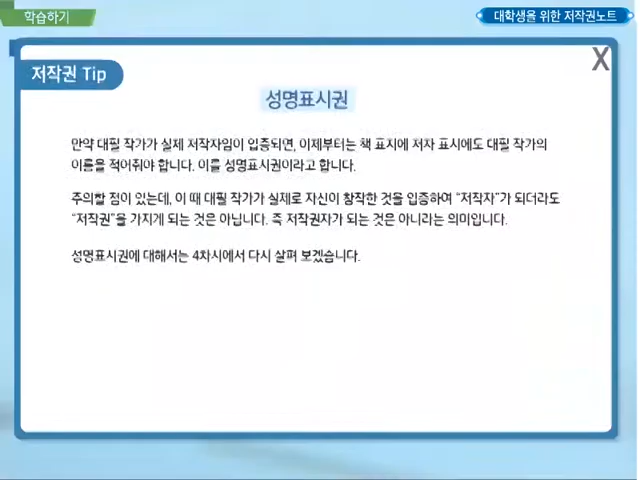 학습하기
대학생을 위한 저작권노트
X
저작권 Tip
성명표시권
만약 대필 작가가 실제 저작자임이 입증되면, 이제부터는 책 표지에 저자 표시에도 대필 작가의
이름을 적어줘야 합니다. 이를 성명표시권이라고 합니다.
주의할 점이 있는데, 이 때 대필 작가가 실제로 자신이 창작한 것을 입증하여 “저작자”가 되더라도
“저작권”을 가지게 되는 것은 아닙니다. 즉 저작권자가 되는 것은 아니라는 의미입니다.
성명표시권에 대해서는 4차시에서 다시 살펴 보겠습니다.